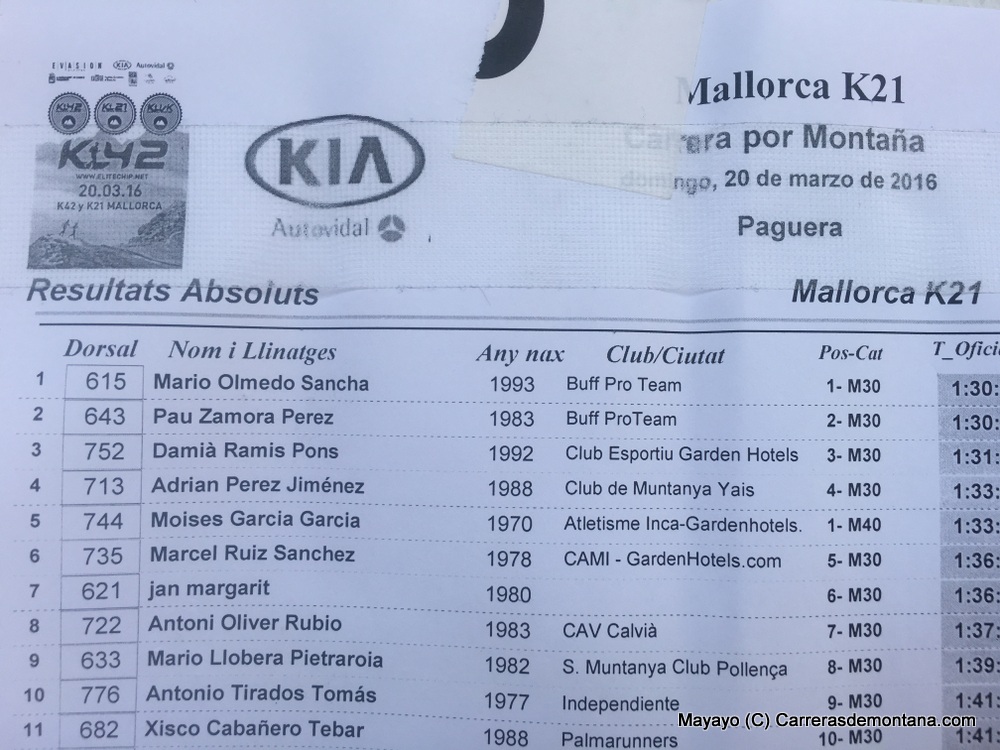 EVASION KIA Autovidal
K42 K21 KWK
K42
WWW.ELITECHIP.NET
20.03.16
K42 y K21 MALLORCA
KIA
Autovidal
Mallorca K21
Carrera por Montaña
domingo, 20 de marzo de 2016
Paguera
Resultats Absoluts Mallorca K21
Dorsal Nom i Llinatges Any nax Club/Ciutat Pos-Cat T_Ofici
1 615 Mario Olmedo Sancha 1993 Buff Pro Team 1- M30 1:30:
2 643 Pau Zamora Perez 1983 Buff ProTeam 2- M30 1:30:
3 752 Damià Ramis Pons 1992 Club Esportiu Garden Hotels 3- M30 1:31:
4 713 Adrian Perez Jiménez 1988 Club de Muntanya Yais 4- M30 1:33:
5 744 Moises Garcia Garcia 1970 Atletisme Inca-Gardenhotels. 1- M40 1:33:
6 735 Marcel Ruiz Sanchez 1978 CAMI - GardenHotels.com 5- M30 1:36:
7 621 jan margarit 1980 6- M30 1:36:
8 722 Antoni Oliver Rubio 1983 CAV Calvià 7- M30 1:37:
9 633 Mario Llobera Pietraroia 1982 S. Muntanya Club Pollença 8- M30 1:39:
10 776 Antonio Tirados Tomás 1977 Independiente 9- M30 1:41:
11 682 Xisco Cabañero Tebar 1988 Palmarunners 10- M30 1:41:
Mayayo (C) Carrerasdemontana.com